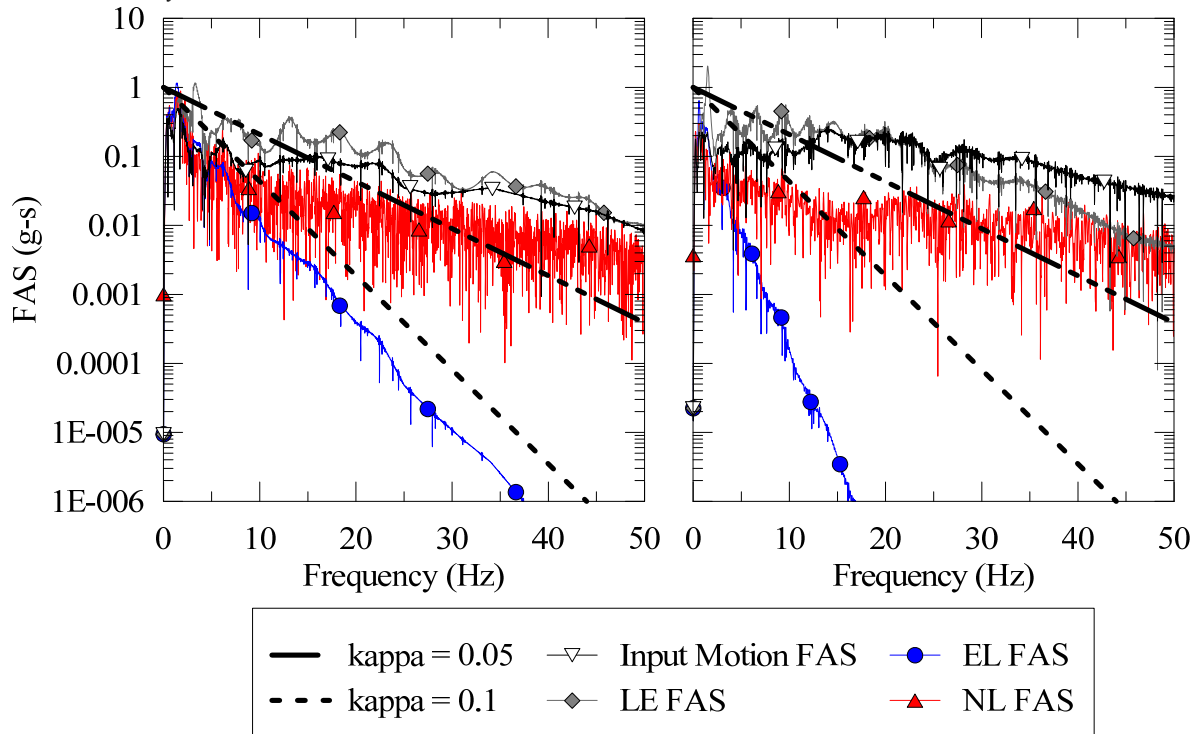 10
1
0.1
0.01
0.001
0.0001
1E-005
1E-006
FAS (g-s)
0 10 20 30 40 50
Frequency (Hz)
0 10 20 30 40 50
Frequency (Hz)
kappa = 0.05
Input Motion FAS
EL FAS
kappa = 0.1
LE FAS
NL FAS